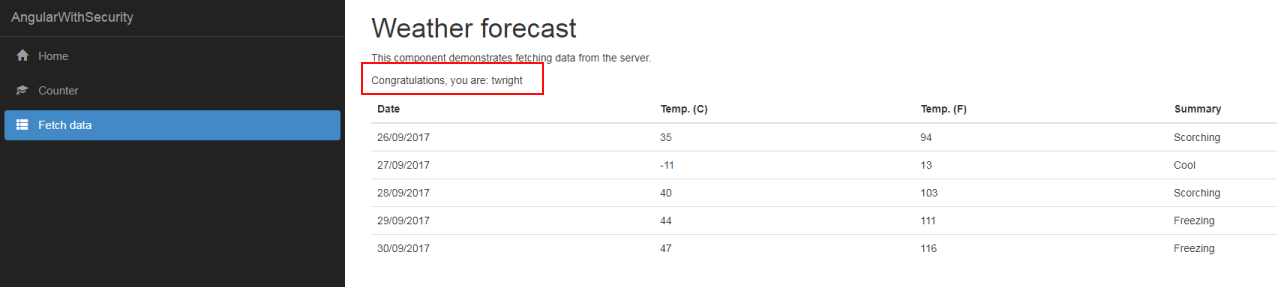 AngularWithSecurity
Home
Counter
Fetch data
Weather forecast
This component demonstrates fetching data from the server.
Congratulations, you are: twright
Date Temp. (C) Temp. (F) Summary
26/09/2017 35 94 Scorching
27/09/2017 -11 13 Cool
28/09/2017 40 103 Scorching
29/09/2017 44 111 Freezing
30/09/2017 47 116 Freezing